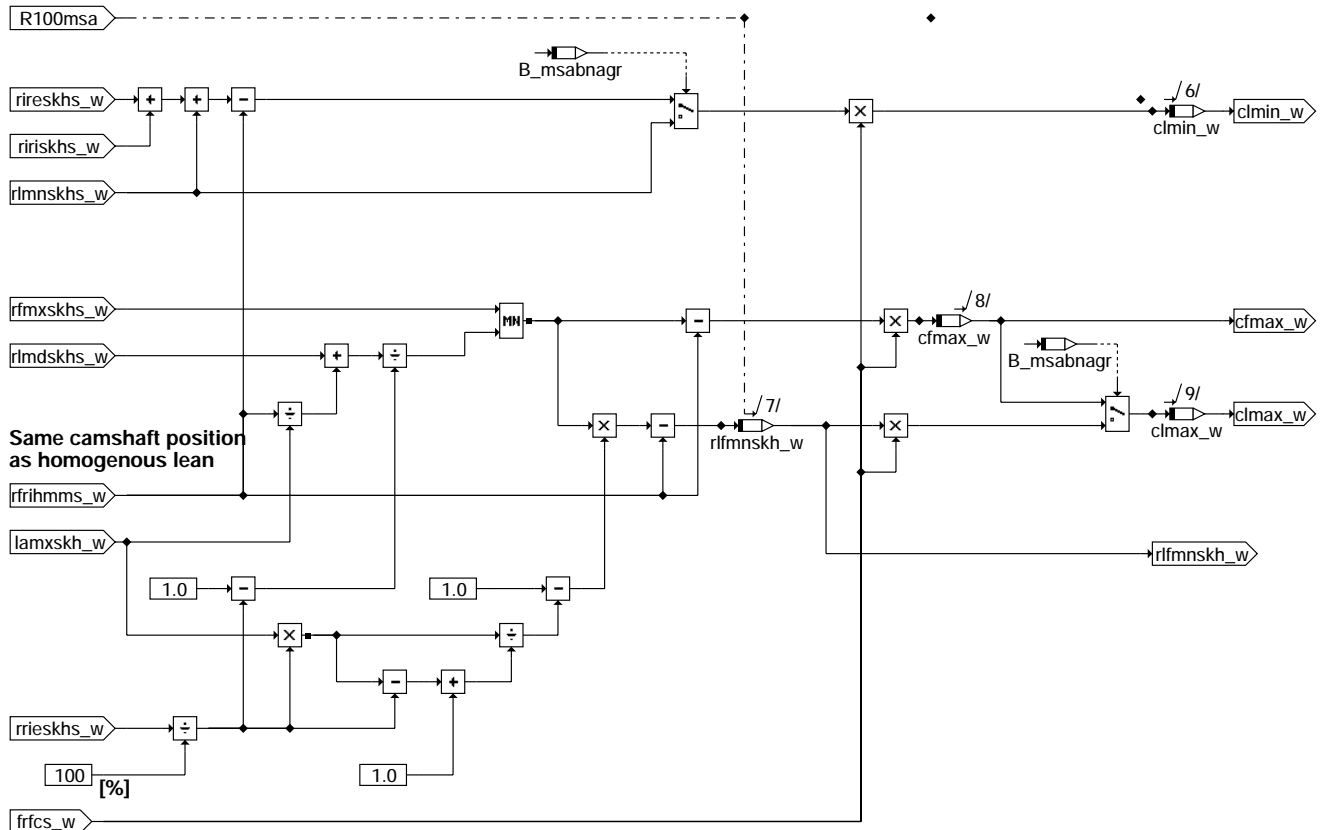 R100msa
B_msabnagr
rireskhs_w
+
+
-
/6/
clmin_w
clmin_w
ririskhs_w
rlmnskhs_w
rfmxskhs_w
MN
-
/8/
cfmax_w
cfmax_w
B_msabnagr
rlmdskhs_w
+
÷
÷
/7/
rlfmnskh_w
-
/9/
clmax_w
clmax_w
Same camshaft position
as homogenous lean
rfrihmms_w
lamxskh_w
rlfmnskh_w
1.0
-
1.0
-
÷
-
+
rrieskhs_w
÷
100
[%]
1.0
frfcs_w